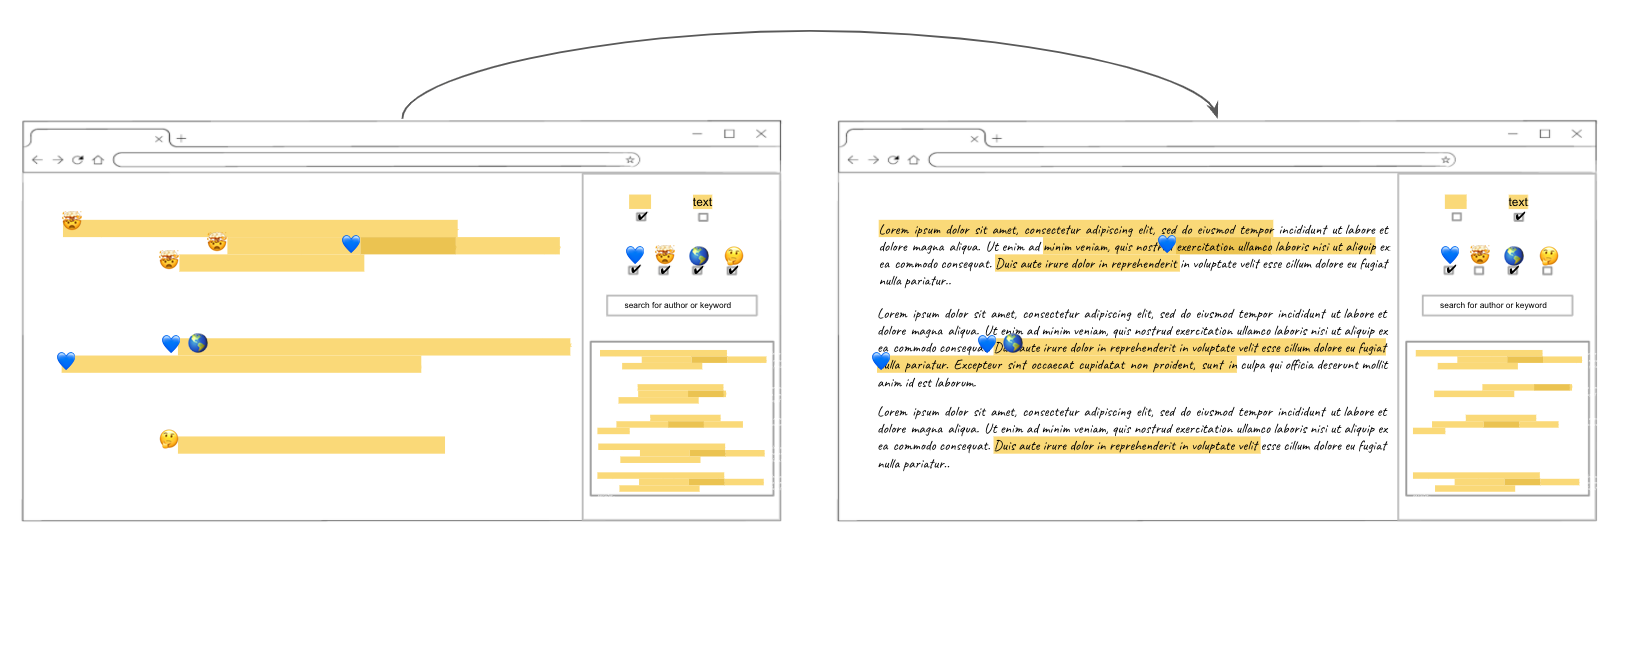 text
search for author or keyword
text
search for author or keyword
Lorem ipsum dolor sit amet, consectetur adipiscing elit, sed do eiusmod tempor incididunt ut labore et
dolore magna aliqua. Ut enim ad minim veniam, quis nostr exercitation ullamco laboris nisi ut aliquip ex
ea commodo consequat. Duis aute irure dolor in reprehenderit in voluptate velit esse cillum dolore eu fugiat
nulla pariatur..
Lorem ipsum dolor sit amet, consectetur adipiscing elit, sed do eiusmod tempor incididunt ut labore et
dolore magna aliqua. Ut enim ad minim veniam, quis nostrud exercitation ullamco laboris nisi ut aliquip ex
ea commodo consequa D aute irure dolor in reprehenderit in voluptate velit esse cillum dolore eu fugiat
ulla pariatur. Excepteur sint occaecat cupidatat non proident, sunt in culpa qui officia deserunt mollit
anim id est laborum.
Lorem ipsum dolor sit amet, consectetur adipiscing elit, sed do eiusmod tempor incididunt ut labore et
dolore magna aliqua. Ut enim ad minim veniam, quis nostrud exercitation ullamco laboris nisi ut aliquip ex
ea commodo consequat. Duis aute irure dolor in reprehenderit in voluptate velit esse cillum dolore eu fugiat
nulla pariatur..